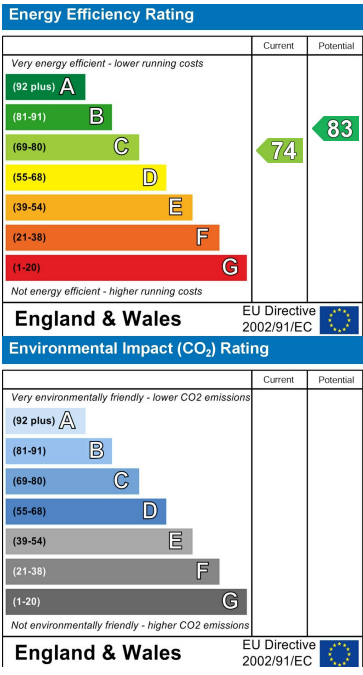 Energy Efficiency Rating
Current Potential
Very energy efficient - lower running costs
(92 plus) A
(81-91) B
(69-80) C
(55-68) D
(39-54) E
(21-38) F
(1-20) G
74
83
Not energy efficient - higher running costs
England & Wales
EU Directive
2002/91/EC
Environmental Impact (CO₂) Rating
Current Potential
Very environmentally friendly - lower CO2 emissions
(92 plus) A
(81-91) B
(69-80) C
(55-68) D
(39-54) E
(21-38) F
(1-20) G
Not environmentally friendly - higher CO2 emissions
England & Wales
EU Directive
2002/91/EC